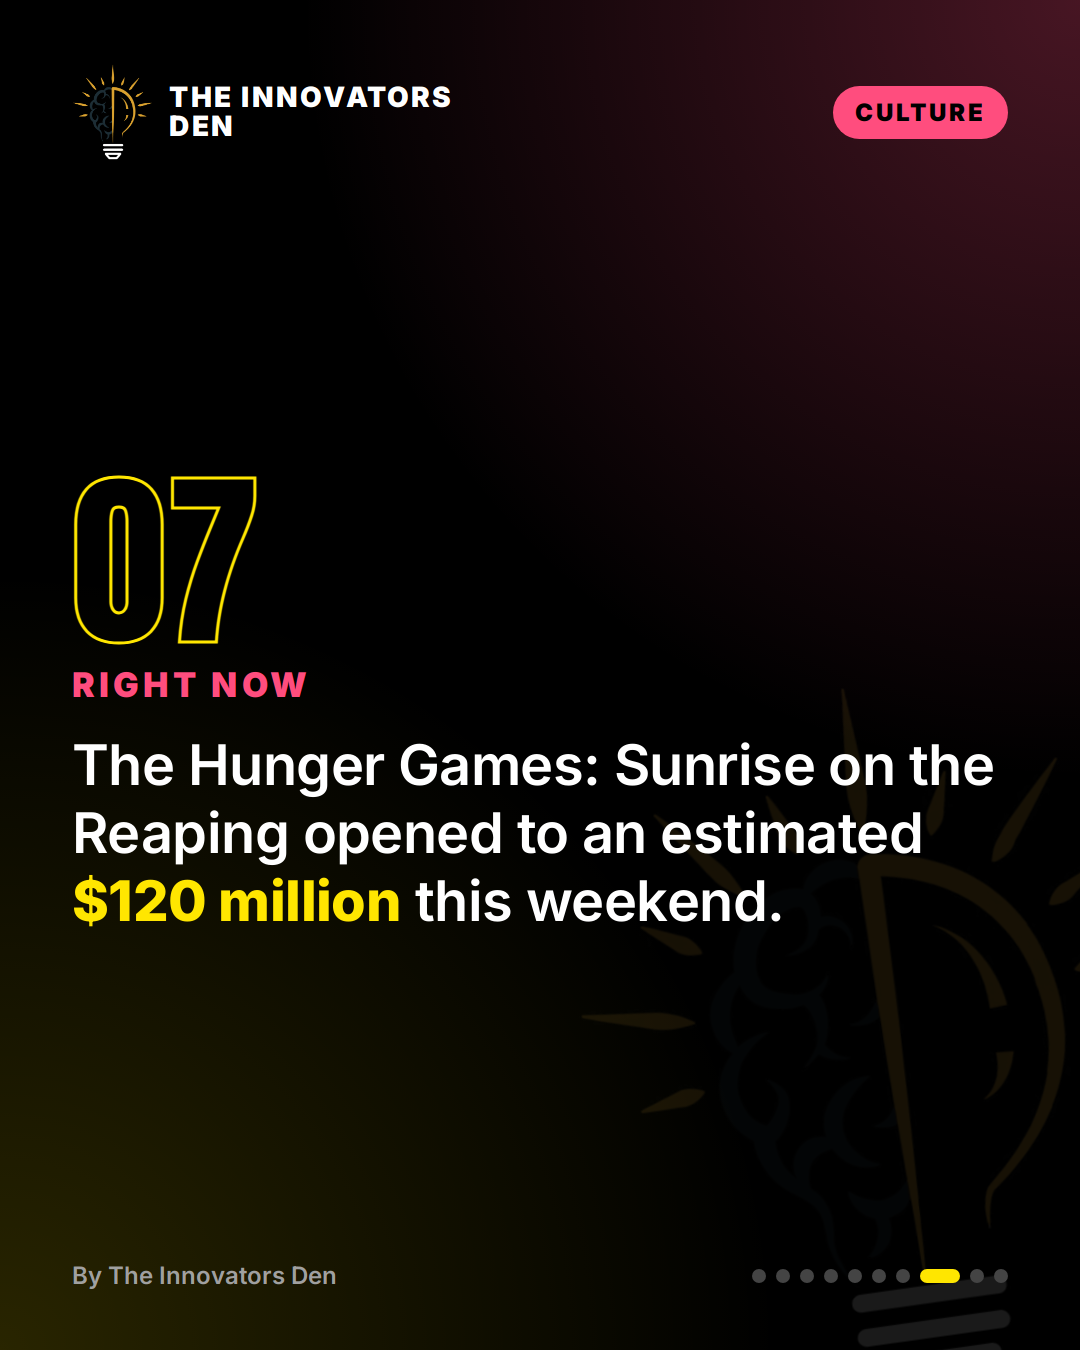 THE INNOVATORS
DEN
CULTURE
07
RIGHT NOW
The Hunger Games: Sunrise on the
Reaping opened to an estimated
$120 million this weekend.
By The Innovators Den